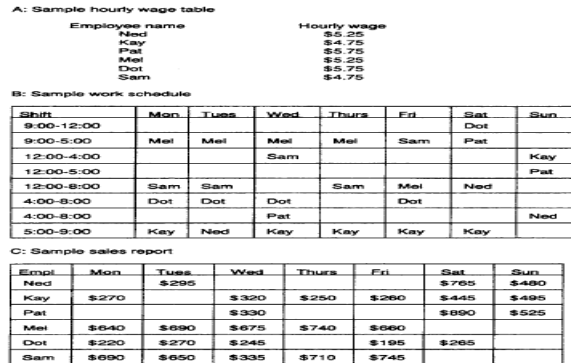 A: Sample hourly wage table
Employee name Hourly wage
Ned $5.25
Kay $4.75
Pat $5.75
Mel $5.25
Dot $5.75
Sam $4.75
B: Sample work schedule
Shift Mon Tues Wed Thurs Fri Sat Sun
9:00-12:00 Dot
9:00-5:00 Mel Mel Mel Mel Sam Pat
12:00-4:00 Sam Kay
12:00-5:00 Pat
12:00-8:00 Sam Sam Sam Mel Ned
4:00-8:00 Dot Dot Dot Dot
4:00-8:00 Pat Ned
5:00-9:00 Kay Ned Kay Kay Kay Kay
C: Sample sales report
Empl Mon Tues Wed Thurs Fri Sat Sun
Ned $295 $765 $480
Kay $270 $320 $250 $260 $445 $495
Pat $330 $890 $525
Mel $640 $690 $675 $740 $660
Dot $220 $270 $245 $195 $265
Sam $690 $650 $335 $710 $745